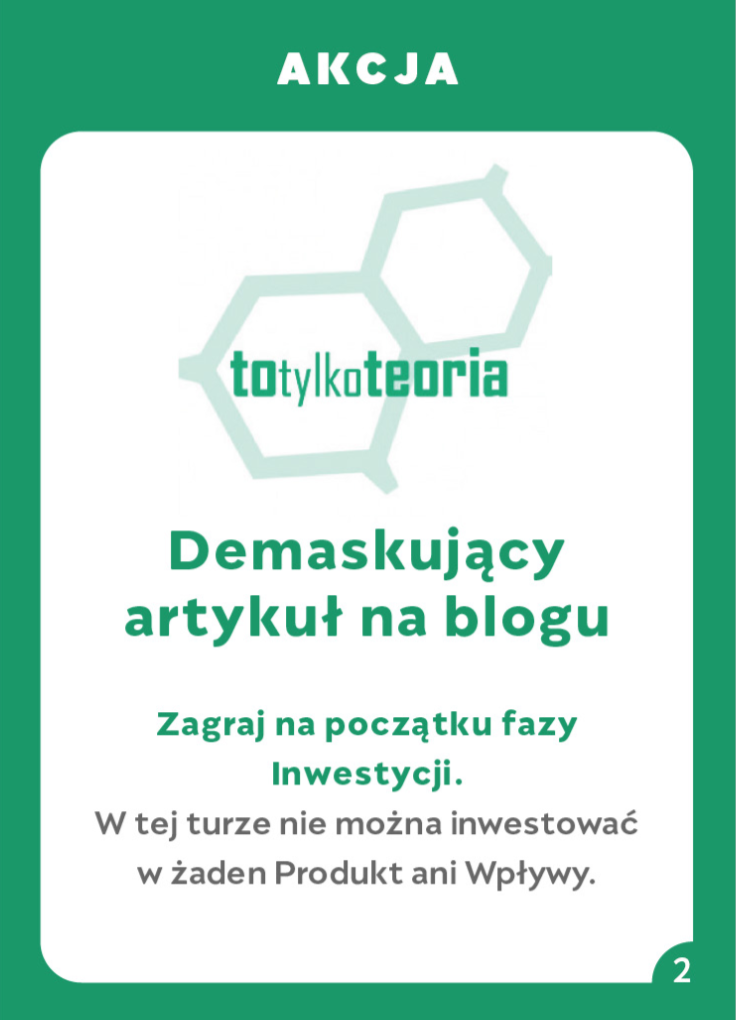 AKCJA
totylkoteoria
Demaskujący
artykuł na blogu
Zagraj na początku fazy
Inwestycji.
W tej turze nie można inwestować
w żaden Produkt ani Wpływy.
2